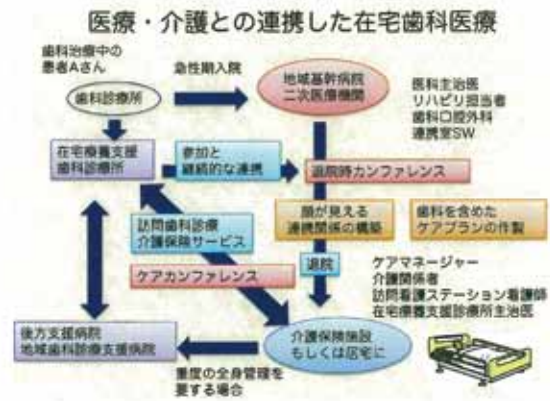 医療・介護との連携した在宅歯科医療
歯科治療中の
患者Aさん
急性期入院
歯科診療所
地域基幹病院
二次医療機関
医科主治医
リハビリ担当者
歯科口腔外科
連携室SW
在宅療養支援
歯科診療所
参加と
継続的な連携
退院時カンファレンス
訪問歯科診療
介護保険サービス
顔が見える
連携関係の構築
歯科を含めた
ケアプランの作製
ケアカンファレンス
退院
ケアマネージャー
介護関係者
訪問看護ステーション看護師
在宅療養支援診療所主治医
後方支援病院
地域歯科診療支援病院
介護保険施設
もしくは居宅に
重度の全身管理を
要する場合